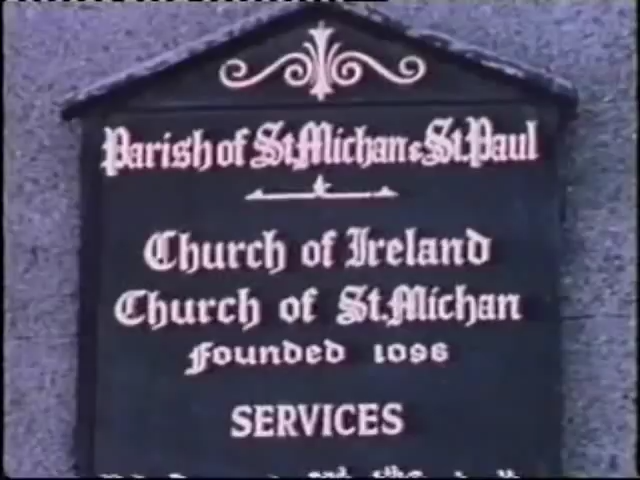 Parish of St.Michan & St.Paul
Church of Ireland
Church of St.Michan
Founded 1096
SERVICES